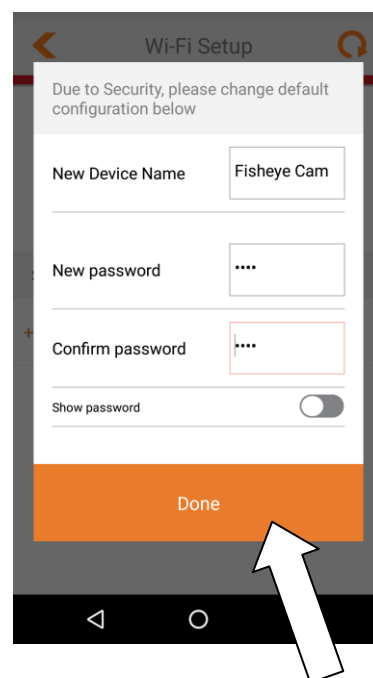 Wi-Fi Setup
Due to Security, please change default
configuration below
New Device Name
Fisheye Cam
New password
••••
Confirm password
••••
Show password
Done